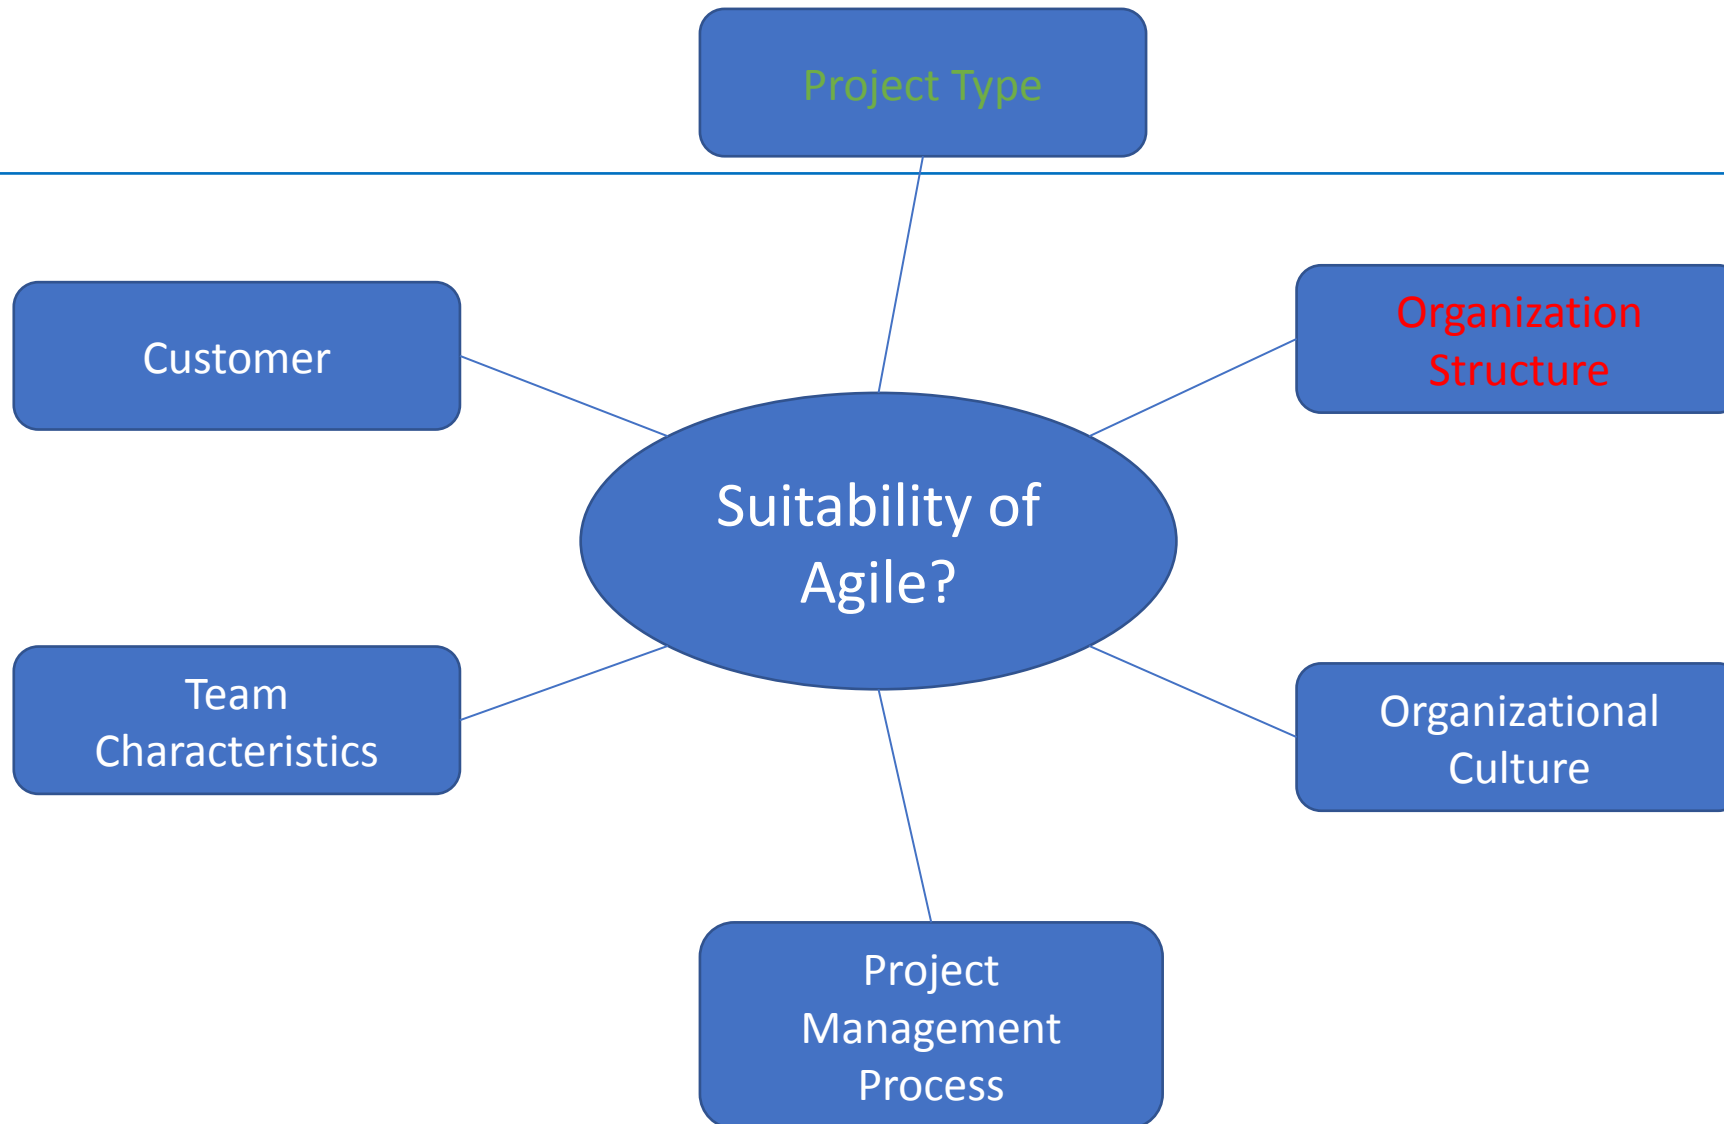 Project Type
Customer
Organization
Structure
Suitability of
Agile?
Team
Characteristics
Organizational
Culture
Project
Management
Process